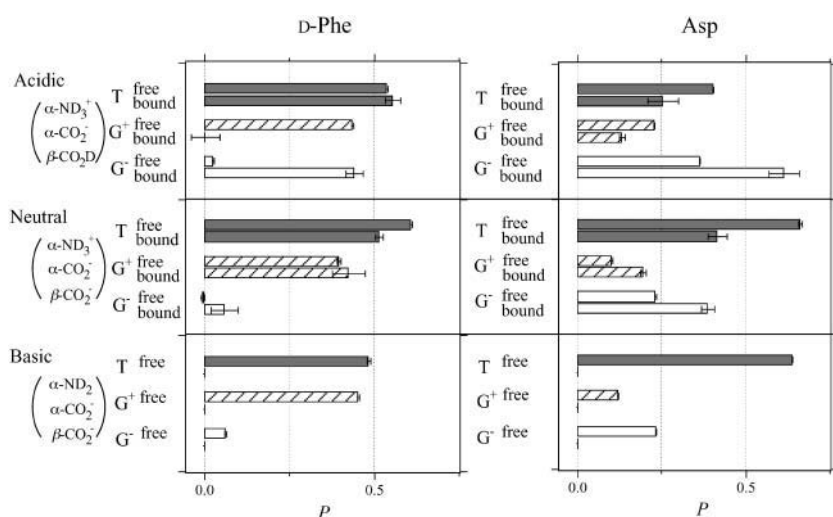 D-Phe Asp
Acidic
( α-ND3+
α-CO2-
β-CO2D )
T free
bound
G+ free
bound
G- free
bound
T free
bound
G+ free
bound
G- free
bound
Neutral
( α-ND3+
α-CO2-
β-CO2- )
T free
bound
G+ free
bound
G- free
bound
T free
bound
G+ free
bound
G- free
bound
Basic
( α-ND2
α-CO2-
β-CO2- )
T free
G+ free
G- free
T free
G+ free
G- free
0.0 0.5 0.0 0.5
P P